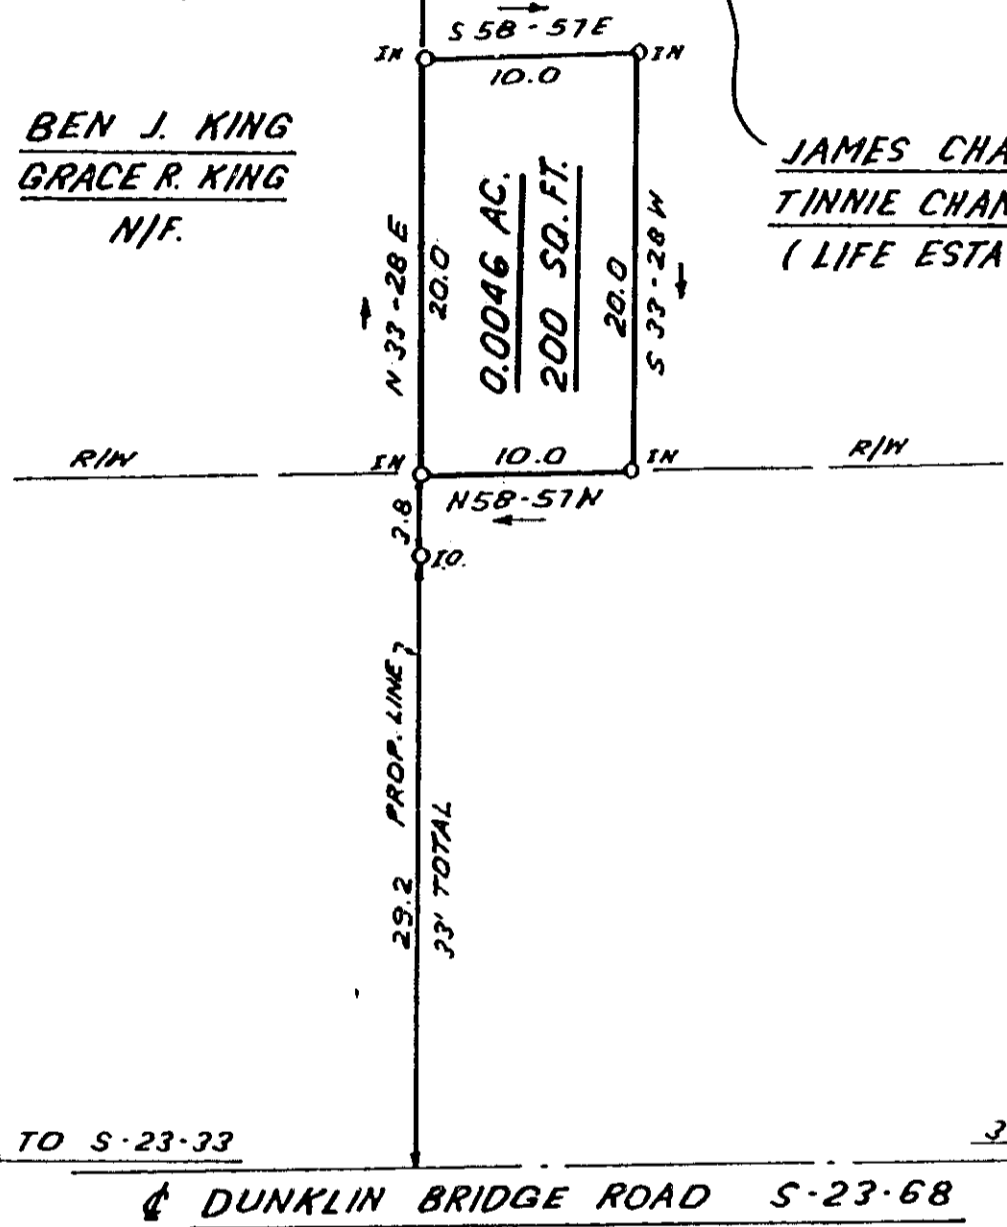 S 58 - 57 E
IN
IN
10.0
BEN J. KING
GRACE R. KING
N/F.
JAMES CHA
TINNIE CHAN
( LIFE ESTA
N 33 - 28 E
20.0
0.0046 AC.
200 SQ. FT.
20.0
S 33 - 28 W
R/W
IN
10.0
IN
R/W
N58-57W
3.8
I.O.
PROP. LINE
29.2
33' TOTAL
TO S-23-33
3
℄ DUNKLIN BRIDGE ROAD S-23-68